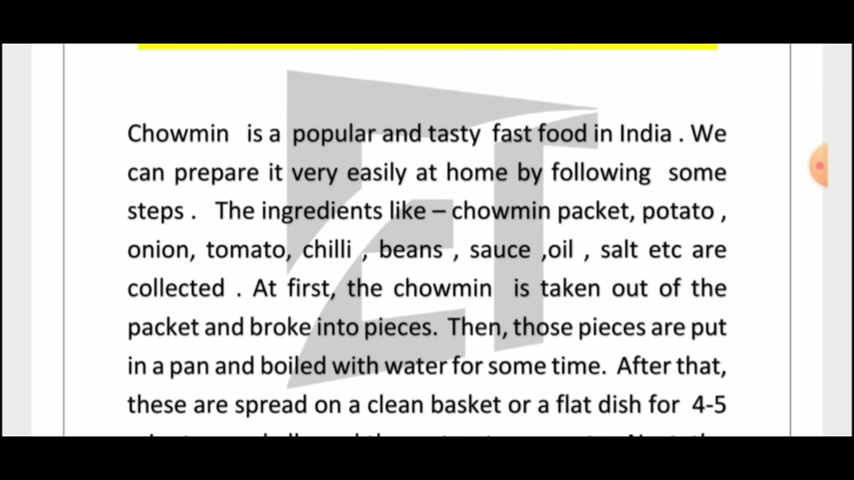 Chowmin is a popular and tasty fast food in India . We
can prepare it very easily at home by following some
steps . The ingredients like – chowmin packet, potato ,
onion, tomato, chilli , beans , sauce ,oil , salt etc are
collected . At first, the chowmin is taken out of the
packet and broke into pieces. Then, those pieces are put
in a pan and boiled with water for some time. After that,
these are spread on a clean basket or a flat dish for 4-5